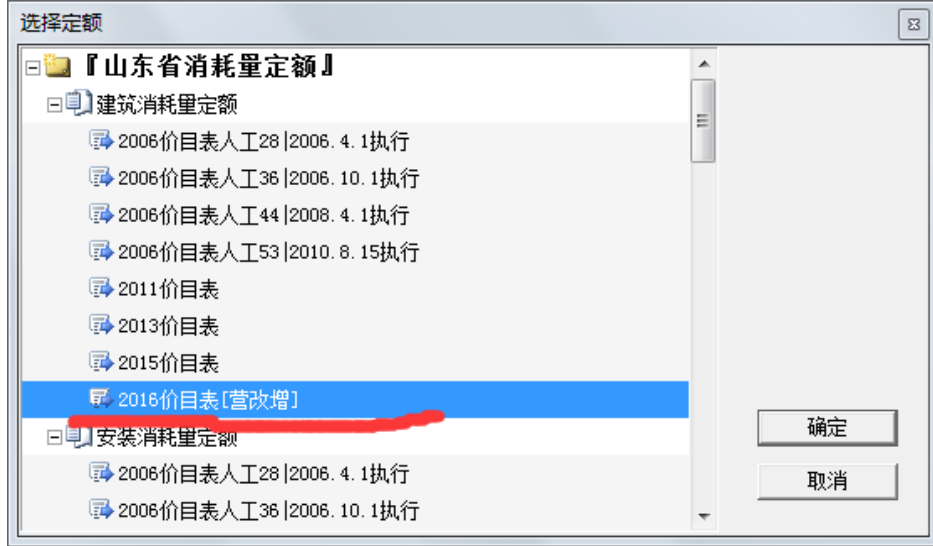 选择定额
『山东省消耗量定额』
建筑消耗量定额
2006价目表人工28|2006.4.1执行
2006价目表人工36|2006.10.1执行
2006价目表人工44|2008.4.1执行
2006价目表人工53|2010.8.15执行
2011价目表
2013价目表
2015价目表
2016价目表[营改增]
安装消耗量定额
2006价目表人工28|2006.4.1执行
2006价目表人工36|2006.10.1执行
确定
取消